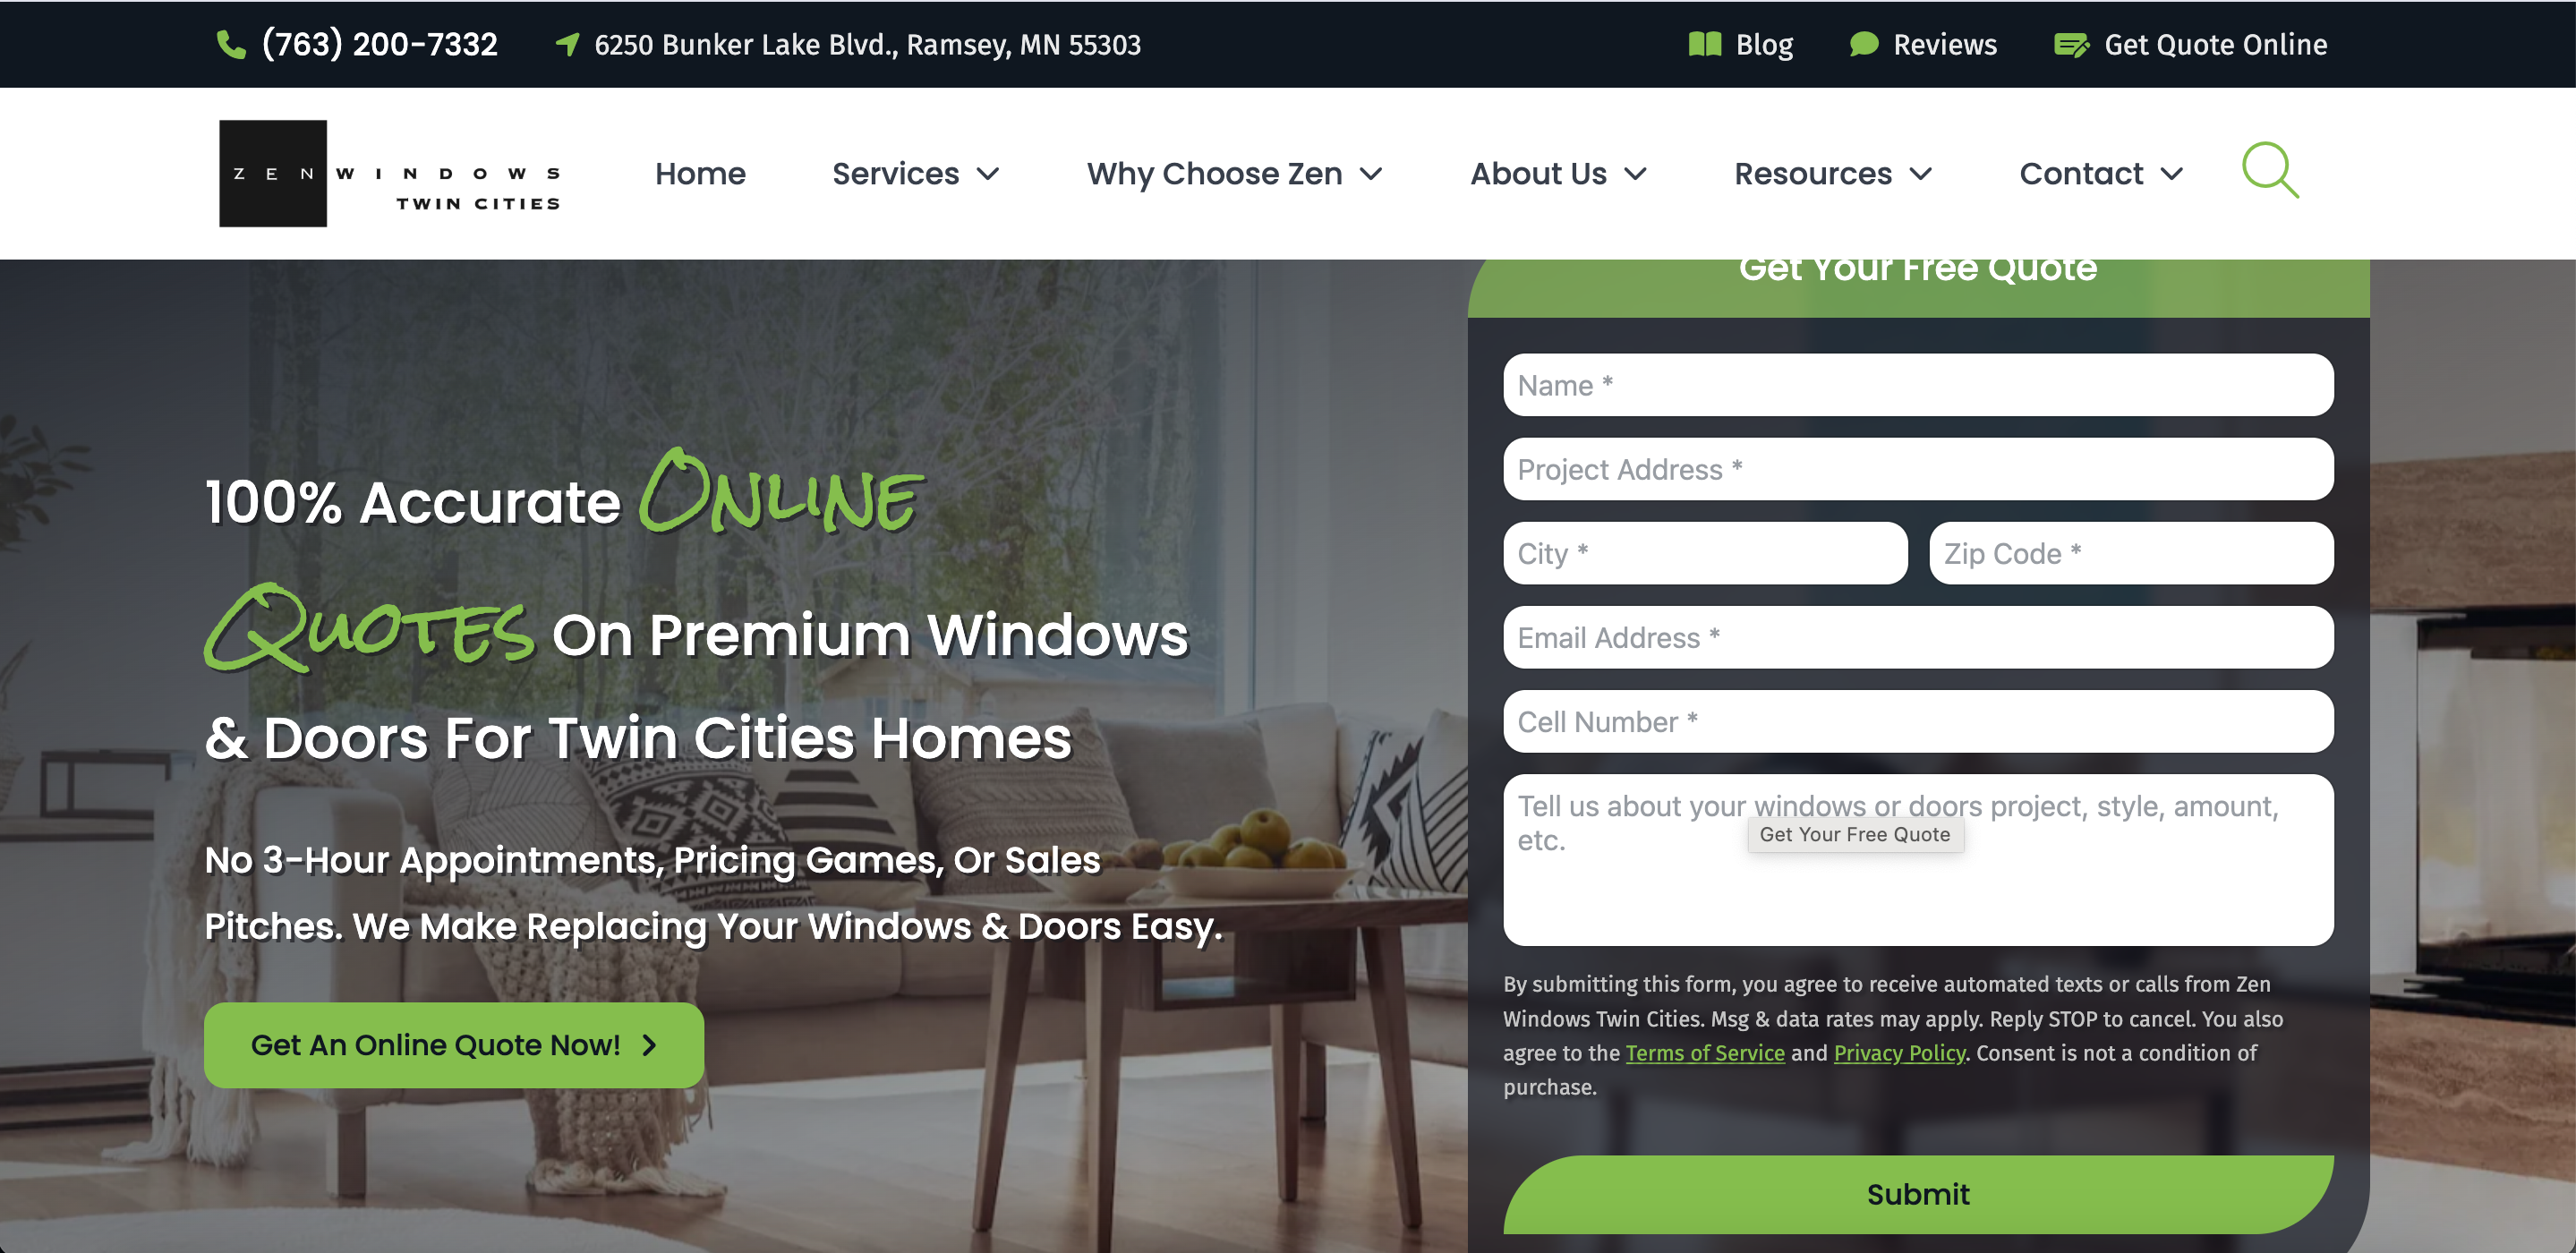 (763) 200-7332
6250 Bunker Lake Blvd., Ramsey, MN 55303
Blog
Reviews
Get Quote Online
ZEN WINDOWS
TWIN CITIES
Home
Services
Why Choose Zen
About Us
Resources
Contact
100% Accurate Online
Quotes On Premium Windows
& Doors For Twin Cities Homes
No 3-Hour Appointments, Pricing Games, Or Sales
Pitches. We Make Replacing Your Windows & Doors Easy.
Get An Online Quote Now!
Get Your Free Quote
Name *
Project Address *
City *
Zip Code *
Email Address *
Cell Number *
Tell us about your windows or doors project, style, amount,
etc.
Get Your Free Quote
By submitting this form, you agree to receive automated texts or calls from Zen
Windows Twin Cities. Msg & data rates may apply. Reply STOP to cancel. You also
agree to the Terms of Service and Privacy Policy. Consent is not a condition of
purchase.
Submit